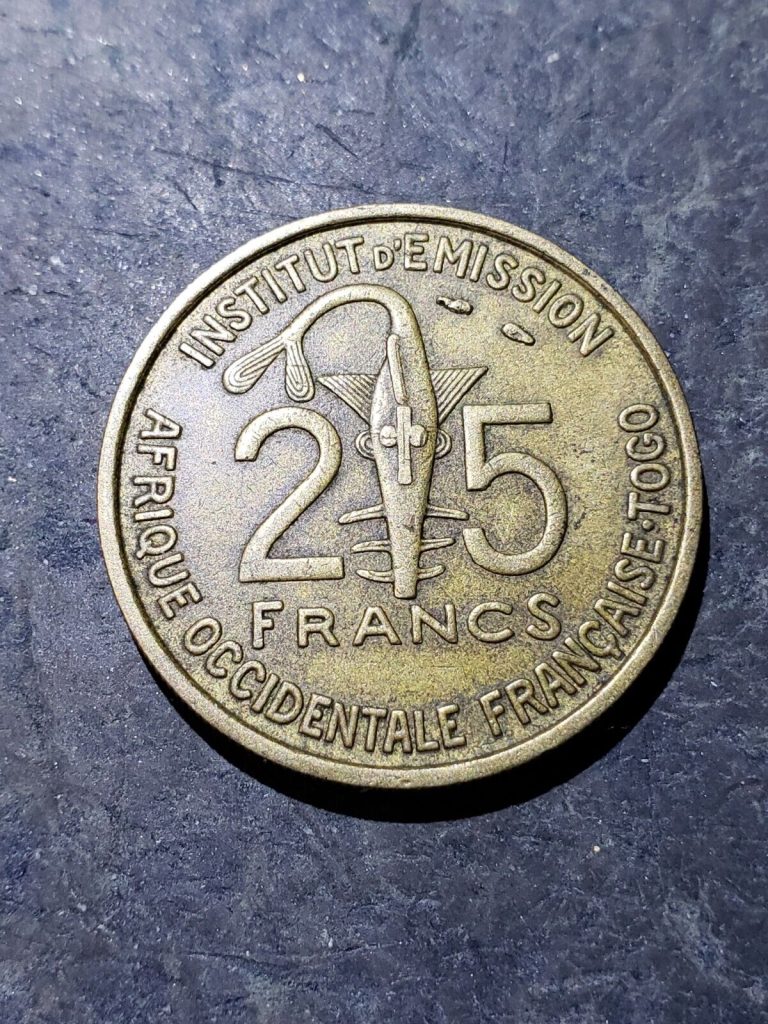 INSTITUT D'EMISSION
25
FRANCS
AFRIQUE OCCIDENTALE FRANÇAISE·TOGO